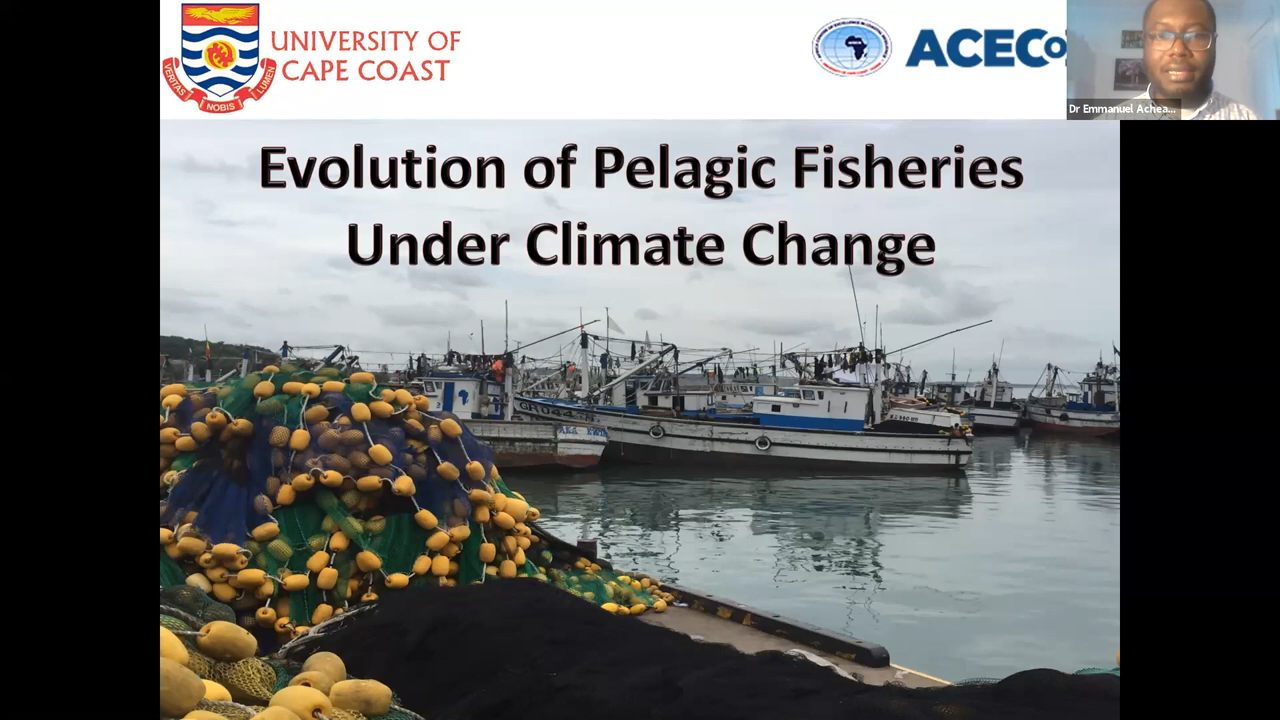 UNIVERSITY OF
CAPE COAST
VERITAS NOBIS LUMEN
ACECo
Dr Emmanuel Achea...
Evolution of Pelagic Fisheries
Under Climate Change